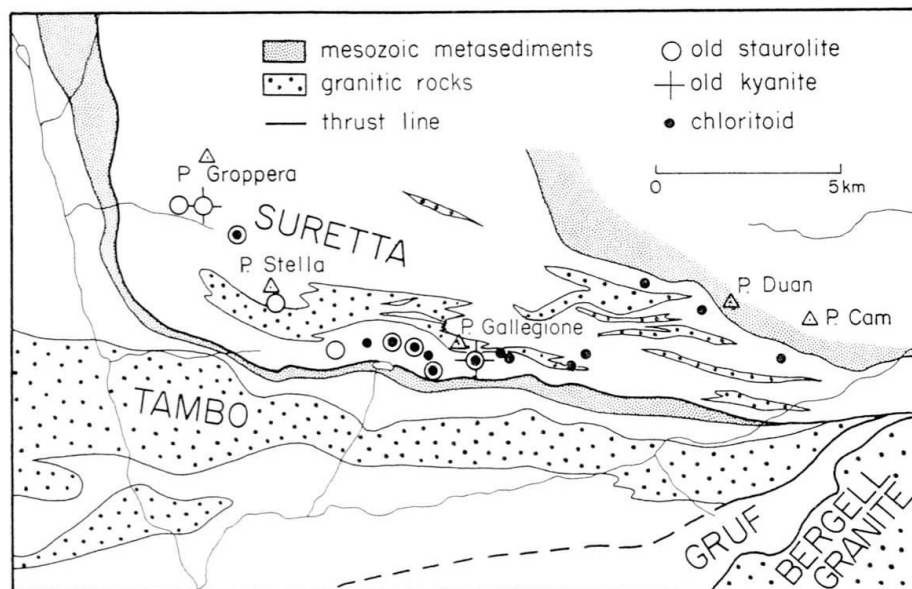 mesozoic metasediments
granitic rocks
thrust line
old staurolite
old kyanite
chloritoid
0 5 km
P. Groppera
SURETTA
P. Stella
P. Gallegione
P. Duan
P. Cam
TAMBO
GRUF
BERGELL
GRANITE